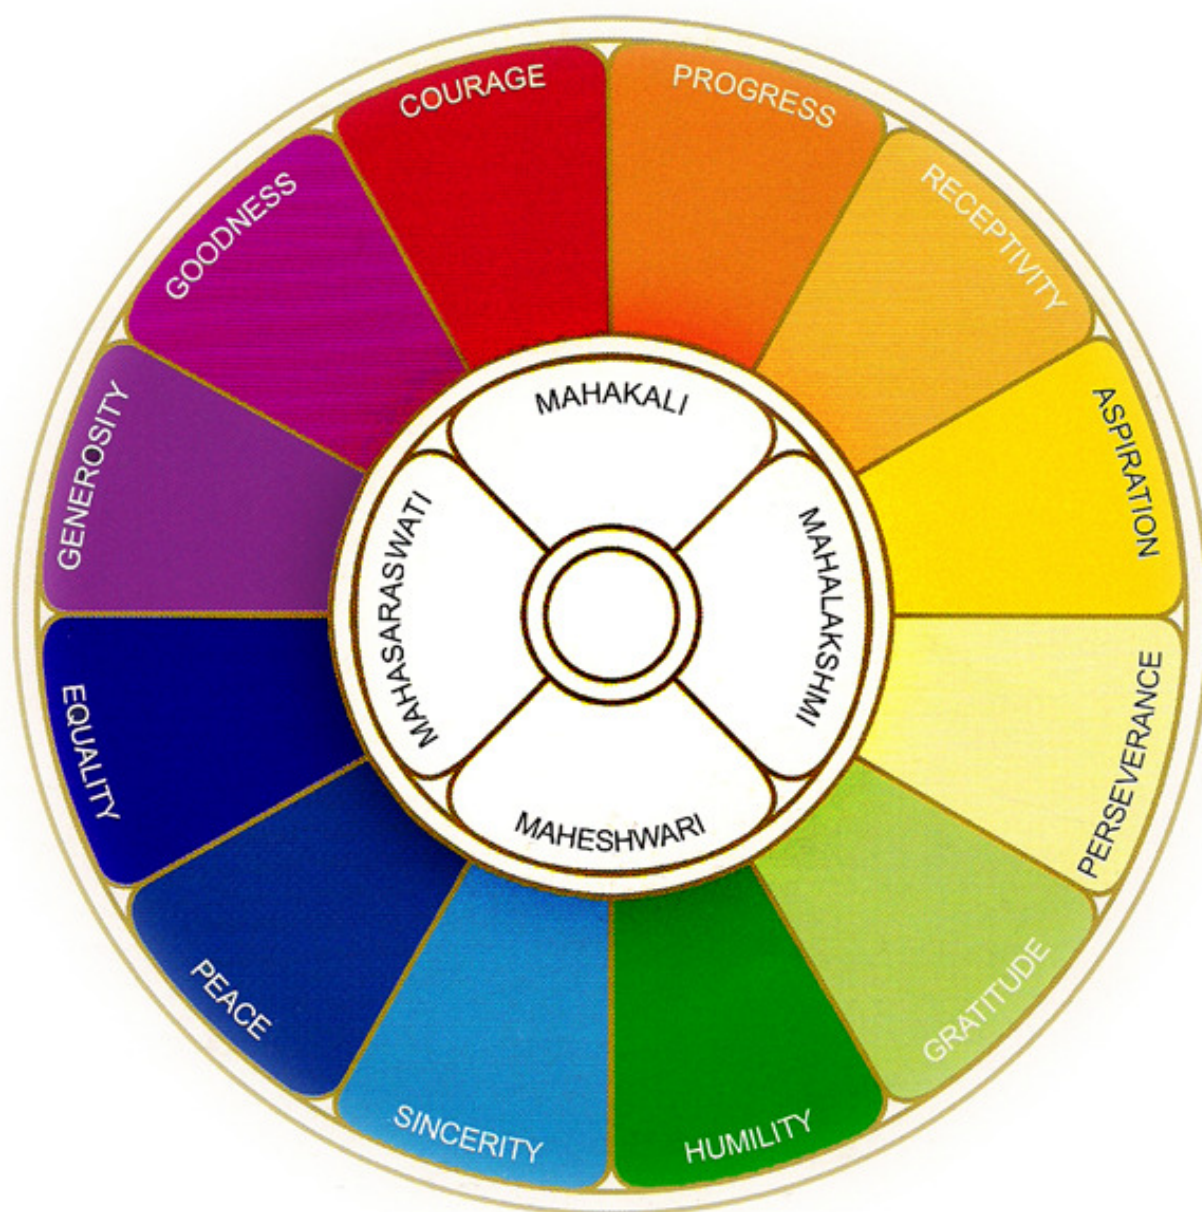 COURAGE
PROGRESS
RECEPTIVITY
ASPIRATION
PERSEVERANCE
GRATITUDE
HUMILITY
SINCERITY
PEACE
EQUALITY
GENEROSITY
GOODNESS
MAHAKALI
MAHALAKSHMI
MAHESHWARI
MAHASARASWATI